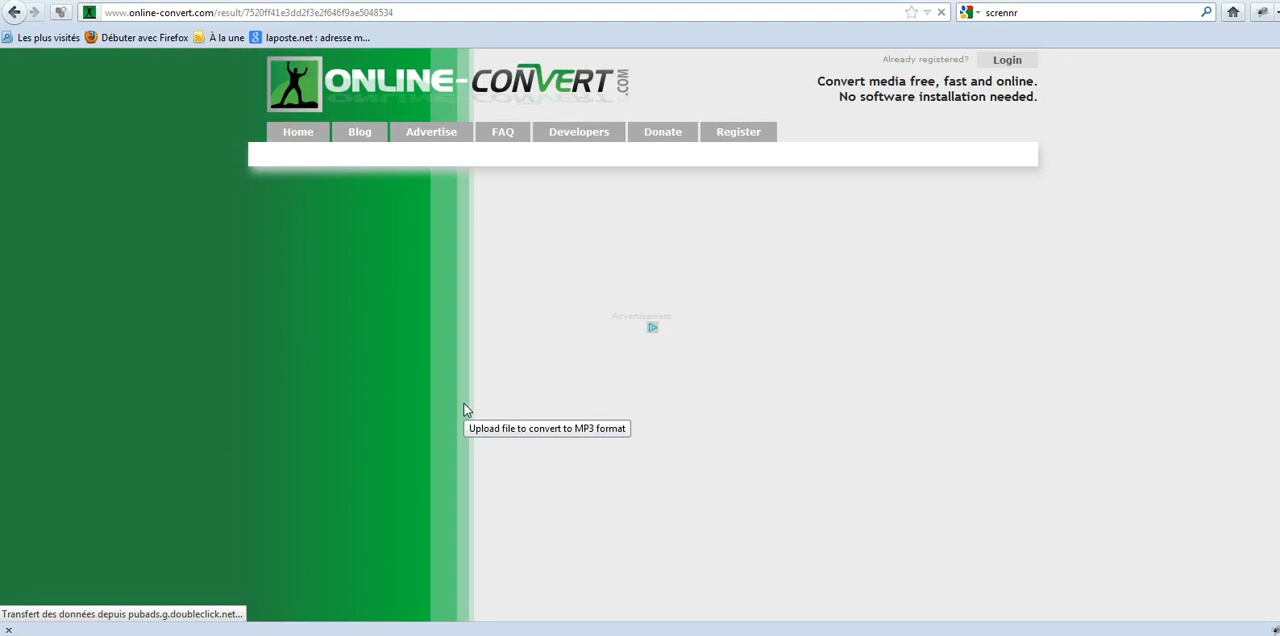 www.online-convert.com/result/7520ff41e3dd2f3e2f646f9ae5048534
scrennr
Les plus visités
Débuter avec Firefox
À la une
laposte.net : adresse m...
ONLINE-CONVERT.COM
Already registered?
Login
Convert media free, fast and online.
No software installation needed.
Home
Blog
Advertise
FAQ
Developers
Donate
Register
Advertisement
Upload file to convert to MP3 format
Transfert des données depuis pubads.g.doubleclick.net...